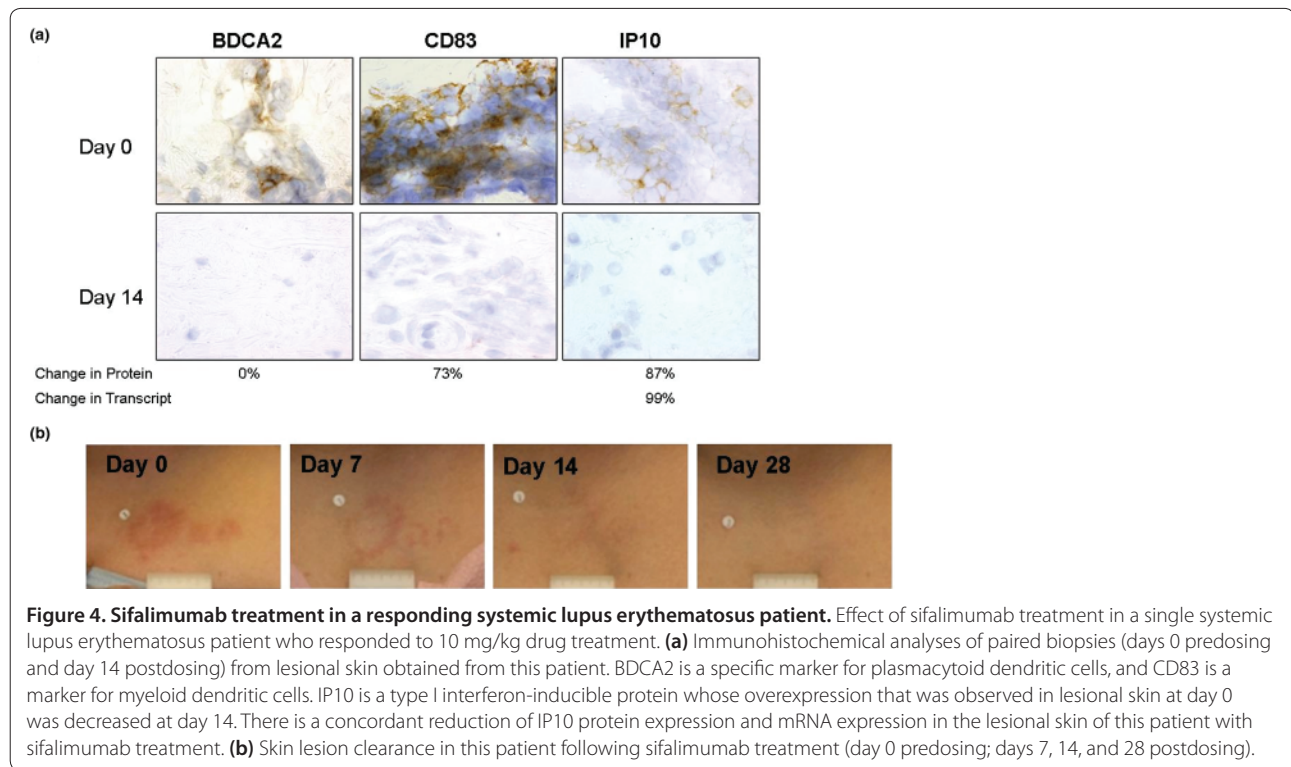 (a)
BDCA2 CD83 IP10
Day 0
Day 14
Change in Protein 0% 73% 87%
Change in Transcript 99%
(b)
Day 0 Day 7 Day 14 Day 28
Figure 4. Sifalimumab treatment in a responding systemic lupus erythematosus patient. Effect of sifalimumab treatment in a single systemic
lupus erythematosus patient who responded to 10 mg/kg drug treatment. (a) Immunohistochemical analyses of paired biopsies (days 0 predosing
and day 14 postdosing) from lesional skin obtained from this patient. BDCA2 is a specific marker for plasmacytoid dendritic cells, and CD83 is a
marker for myeloid dendritic cells. IP10 is a type I interferon-inducible protein whose overexpression that was observed in lesional skin at day 0
was decreased at day 14. There is a concordant reduction of IP10 protein expression and mRNA expression in the lesional skin of this patient with
sifalimumab treatment. (b) Skin lesion clearance in this patient following sifalimumab treatment (day 0 predosing; days 7, 14, and 28 postdosing).